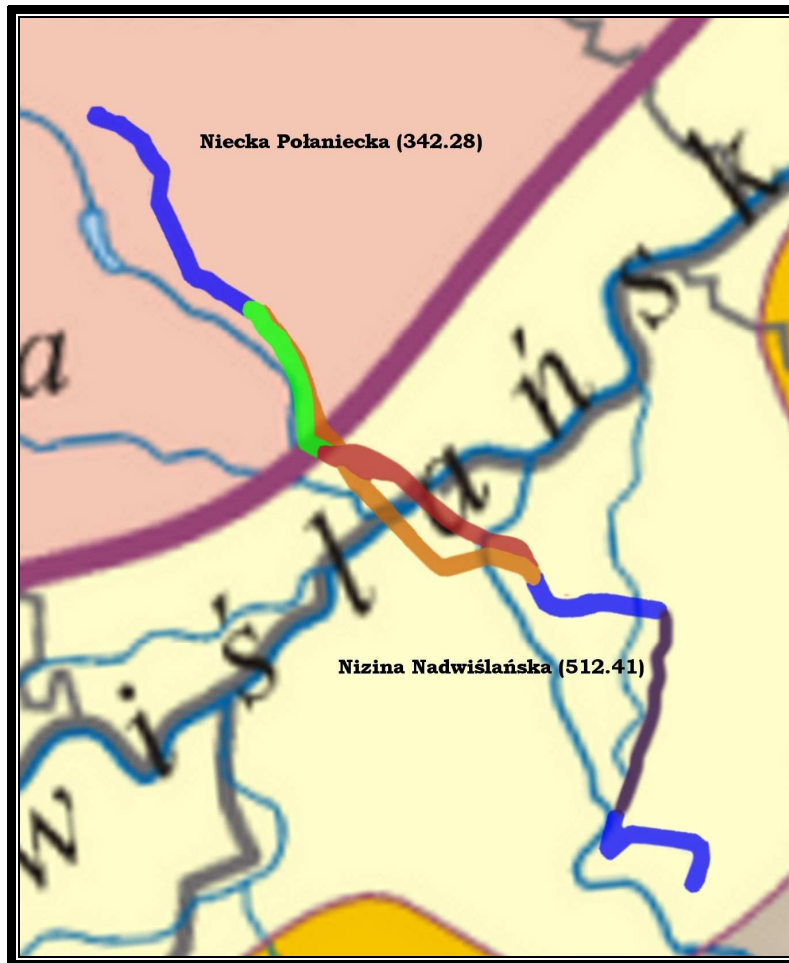 Niecka Połaniecka (342.28)
a
w i ś l a ń s k
Nizina Nadwiślańska (512.41)